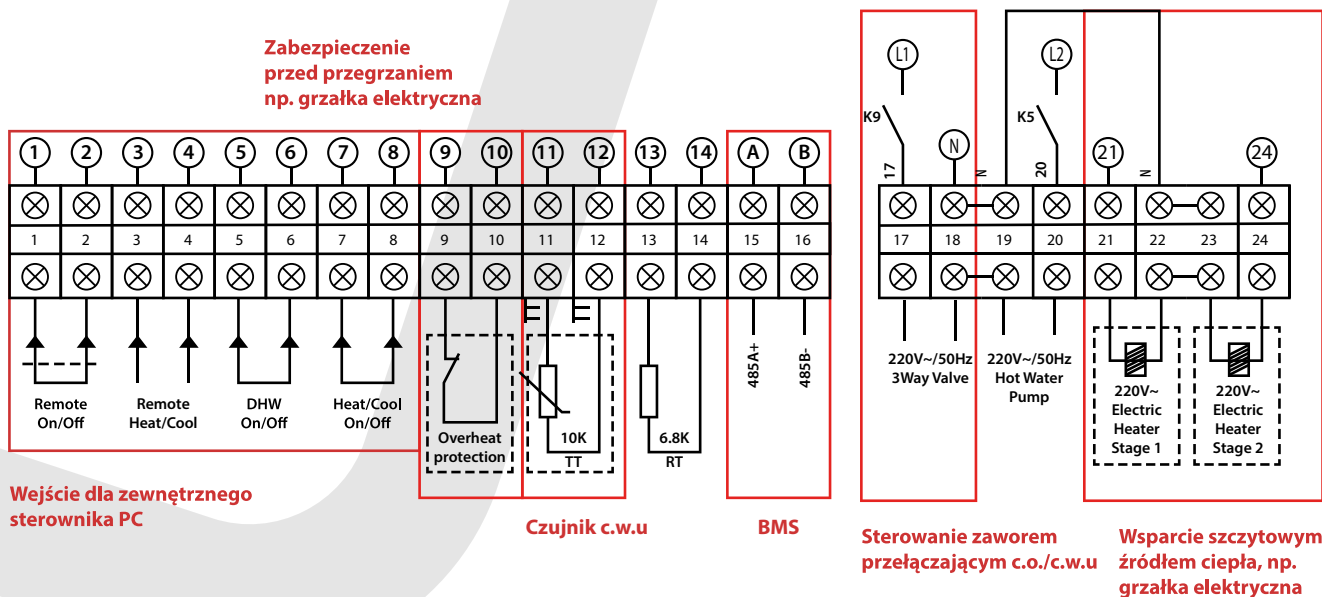 Zabezpieczenie
przed przegrzaniem
np. grzałka elektryczna
1 2 3 4 5 6 7 8 9 10 11 12 13 14 A B
1 2 3 4 5 6 7 8 9 10 11 12 13 14 15 16
Remote
On/Off
Remote
Heat/Cool
DHW
On/Off
Heat/Cool
On/Off
Overheat
protection
10K
TT
6.8K
RT
485A+
485B-
Wejście dla zewnętrznego
sterownika PC
Czujnik c.w.u
BMS
L1
K9
17
N
N
L2
K5
20
21
N
24
17 18 19 20 21 22 23 24
220V~/50Hz
3Way Valve
220V~/50Hz
Hot Water
Pump
220V~
Electric
Heater
Stage 1
220V~
Electric
Heater
Stage 2
Sterowanie zaworem
przełączającym c.o./c.w.u
Wsparcie szczytowym
źródłem ciepła, np.
grzałka elektryczna